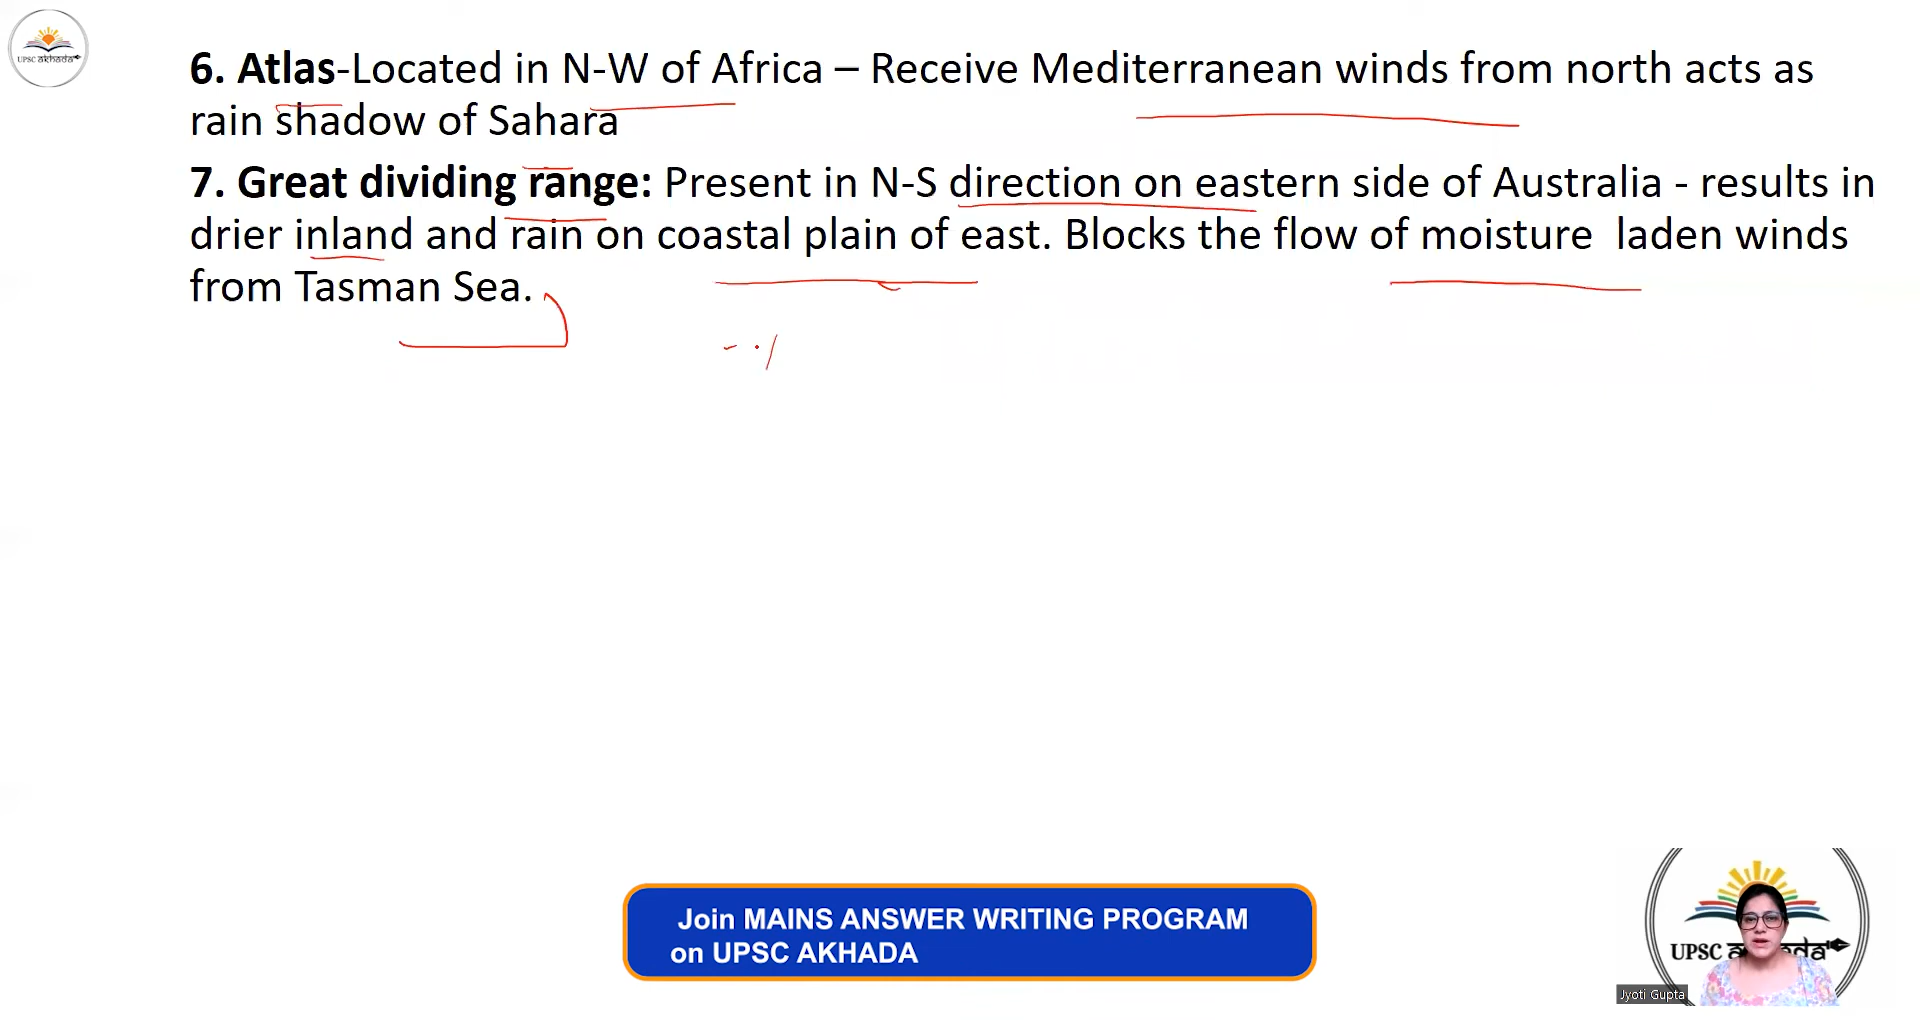 UPSC akhada
6. Atlas-Located in N-W of Africa – Receive Mediterranean winds from north acts as
rain shadow of Sahara
7. Great dividing range: Present in N-S direction on eastern side of Australia - results in
drier inland and rain on coastal plain of east. Blocks the flow of moisture laden winds
from Tasman Sea.
Join MAINS ANSWER WRITING PROGRAM
on UPSC AKHADA
UPSC
Jyoti Gupta